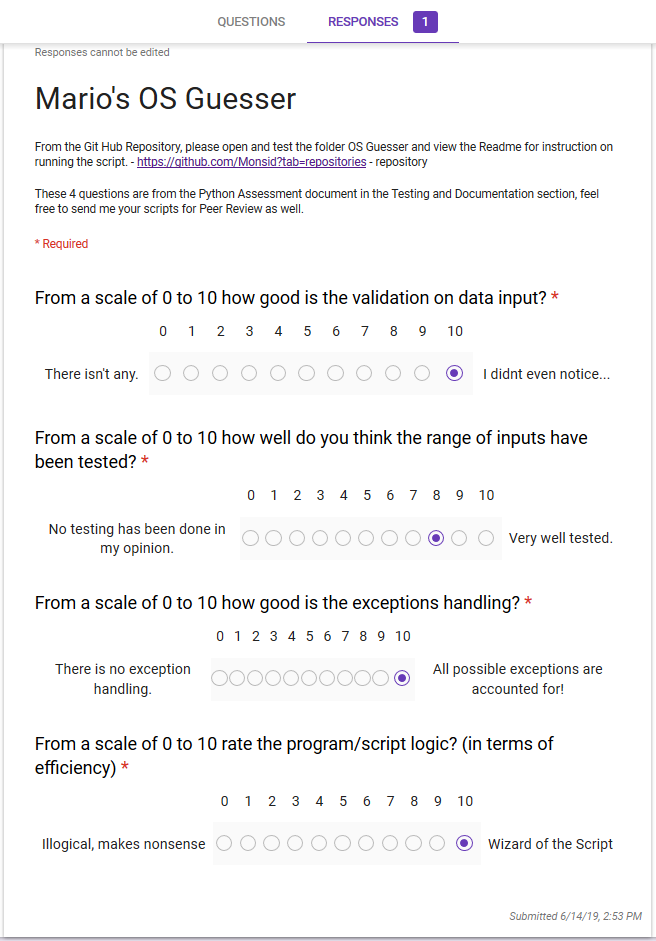 QUESTIONS RESPONSES 1
Responses cannot be edited
Mario's OS Guesser
From the Git Hub Repository, please open and test the folder OS Guesser and view the Readme for instruction on
running the script. - https://github.com/Monsid?tab=repositories - repository
These 4 questions are from the Python Assessment document in the Testing and Documentation section, feel
free to send me your scripts for Peer Review as well.
* Required
From a scale of 0 to 10 how good is the validation on data input? *
0 1 2 3 4 5 6 7 8 9 10
There isn't any. I didnt even notice...
From a scale of 0 to 10 how well do you think the range of inputs have
been tested? *
0 1 2 3 4 5 6 7 8 9 10
No testing has been done in
my opinion.
Very well tested.
From a scale of 0 to 10 how good is the exceptions handling? *
0 1 2 3 4 5 6 7 8 9 10
There is no exception
handling.
All possible exceptions are
accounted for!
From a scale of 0 to 10 rate the program/script logic? (in terms of
efficiency) *
0 1 2 3 4 5 6 7 8 9 10
Illogical, makes nonsense Wizard of the Script
Submitted 6/14/19, 2:53 PM